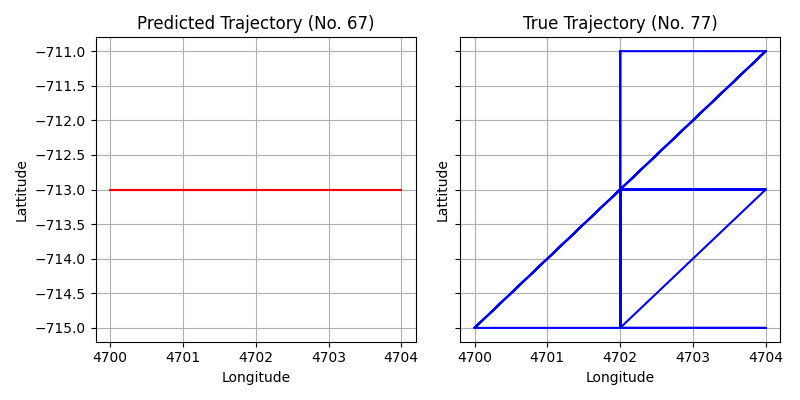 Predicted Trajectory (No. 67)
Lattitude
−711.0
−711.5
−712.0
−712.5
−713.0
−713.5
−714.0
−714.5
−715.0
4700 4701 4702 4703 4704
Longitude
True Trajectory (No. 77)
Lattitude
4700 4701 4702 4703 4704
Longitude